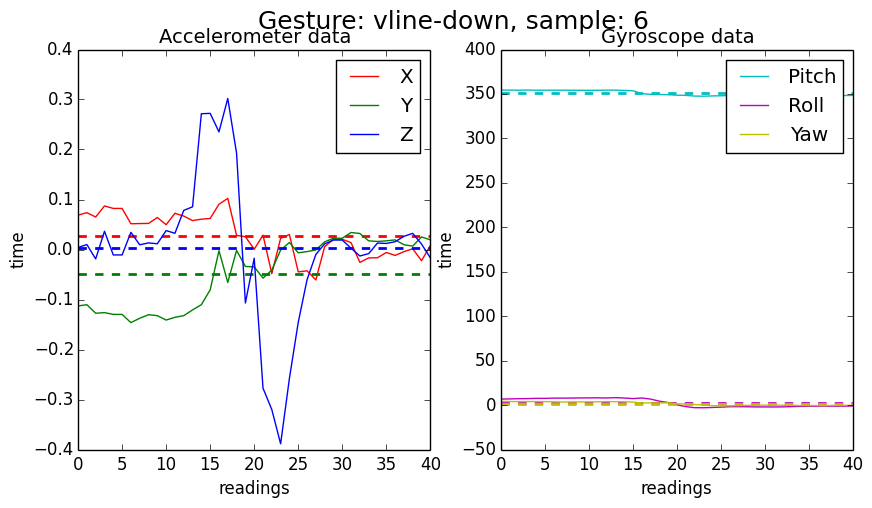 Gesture: vline-down, sample: 6
Accelerometer data
0.4
0.3
0.2
0.1
0.0
−0.1
−0.2
−0.3
−0.4
time
0 5 10 15 20 25 30 35 40
readings
X
Y
Z
Gyroscope data
400
350
300
250
200
150
100
50
0
−50
time
0 5 10 15 20 25 30 35 40
readings
Pitch
Roll
Yaw